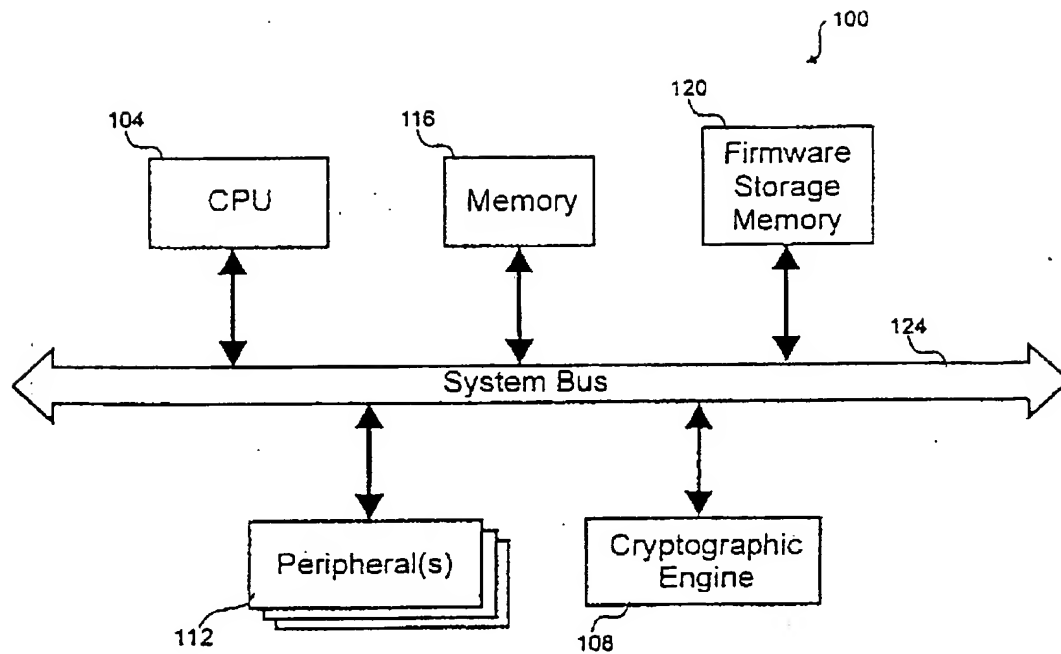 100
104
116
120
CPU
Memory
Firmware
Storage
Memory
124
System Bus
Peripheral(s)
Cryptographic
Engine
112
108